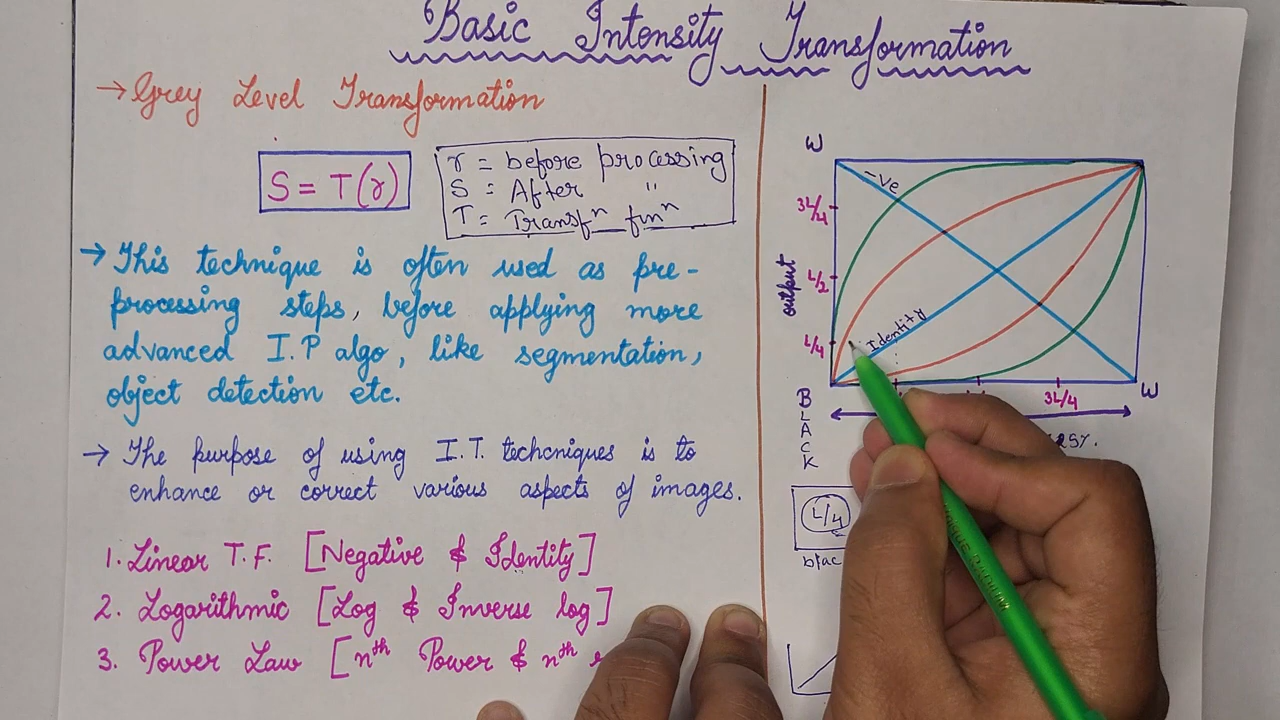 Basic Intensity Transformation
→ Grey Level Transformation
S = T(r)
r = before processing
S = After "
T = Transfⁿ funⁿ
→ This technique is often used as pre-
processing steps, before applying more
advanced I.P algo, like segmentation,
object detection etc.
→ The purpose of using I.T. techcniques is to
enhance or correct various aspects of images.
1. Linear T.F. [Negative & Identity]
2. Logarithmic [Log & Inverse log]
3. Power Law [nth Power & nth
W
-ve
3L/4
L/2
output
L/4
Identity
BLACK
3L/4
W
L/4